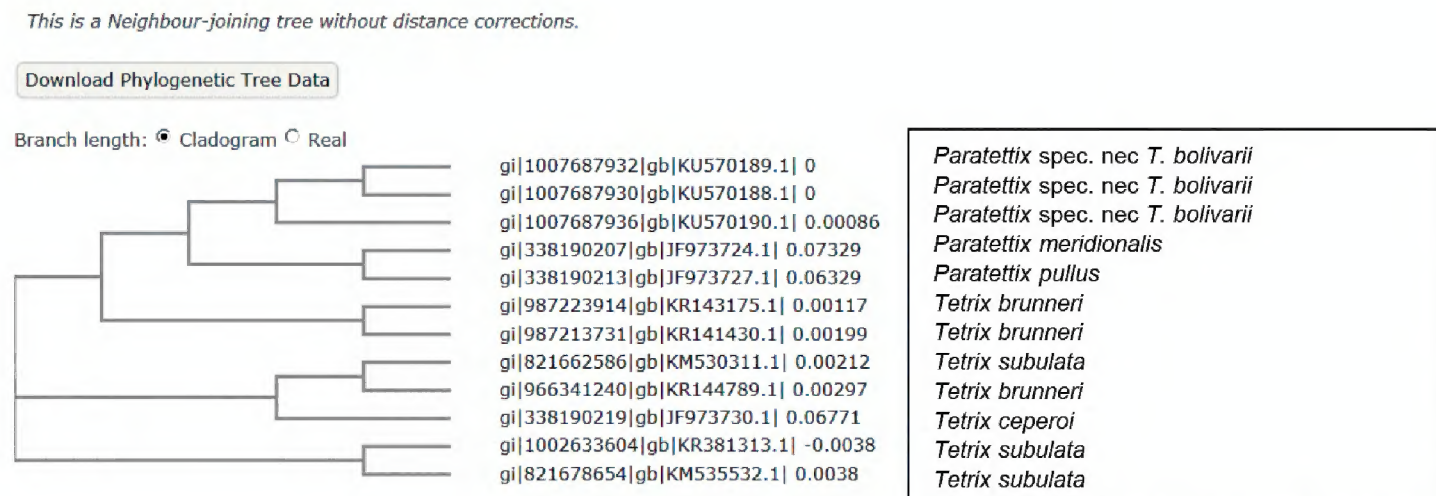 This is a Neighbour-joining tree without distance corrections.
Download Phylogenetic Tree Data
Branch length: Cladogram Real
gi|1007687932|gb|KU570189.1| 0
gi|1007687930|gb|KU570188.1| 0
gi|1007687936|gb|KU570190.1| 0.00086
gi|338190207|gb|JF973724.1| 0.07329
gi|338190213|gb|JF973727.1| 0.06329
gi|987223914|gb|KR143175.1| 0.00117
gi|987213731|gb|KR141430.1| 0.00199
gi|821662586|gb|KM530311.1| 0.00212
gi|966341240|gb|KR144789.1| 0.00297
gi|338190219|gb|JF973730.1| 0.06771
gi|1002633604|gb|KR381313.1| -0.0038
gi|821678654|gb|KM535532.1| 0.0038
Paratettix spec. nec T. bolivarii
Paratettix spec. nec T. bolivarii
Paratettix spec. nec T. bolivarii
Paratettix meridionalis
Paratettix pullus
Tetrix brunneri
Tetrix brunneri
Tetrix subulata
Tetrix brunneri
Tetrix ceperoi
Tetrix subulata
Tetrix subulata